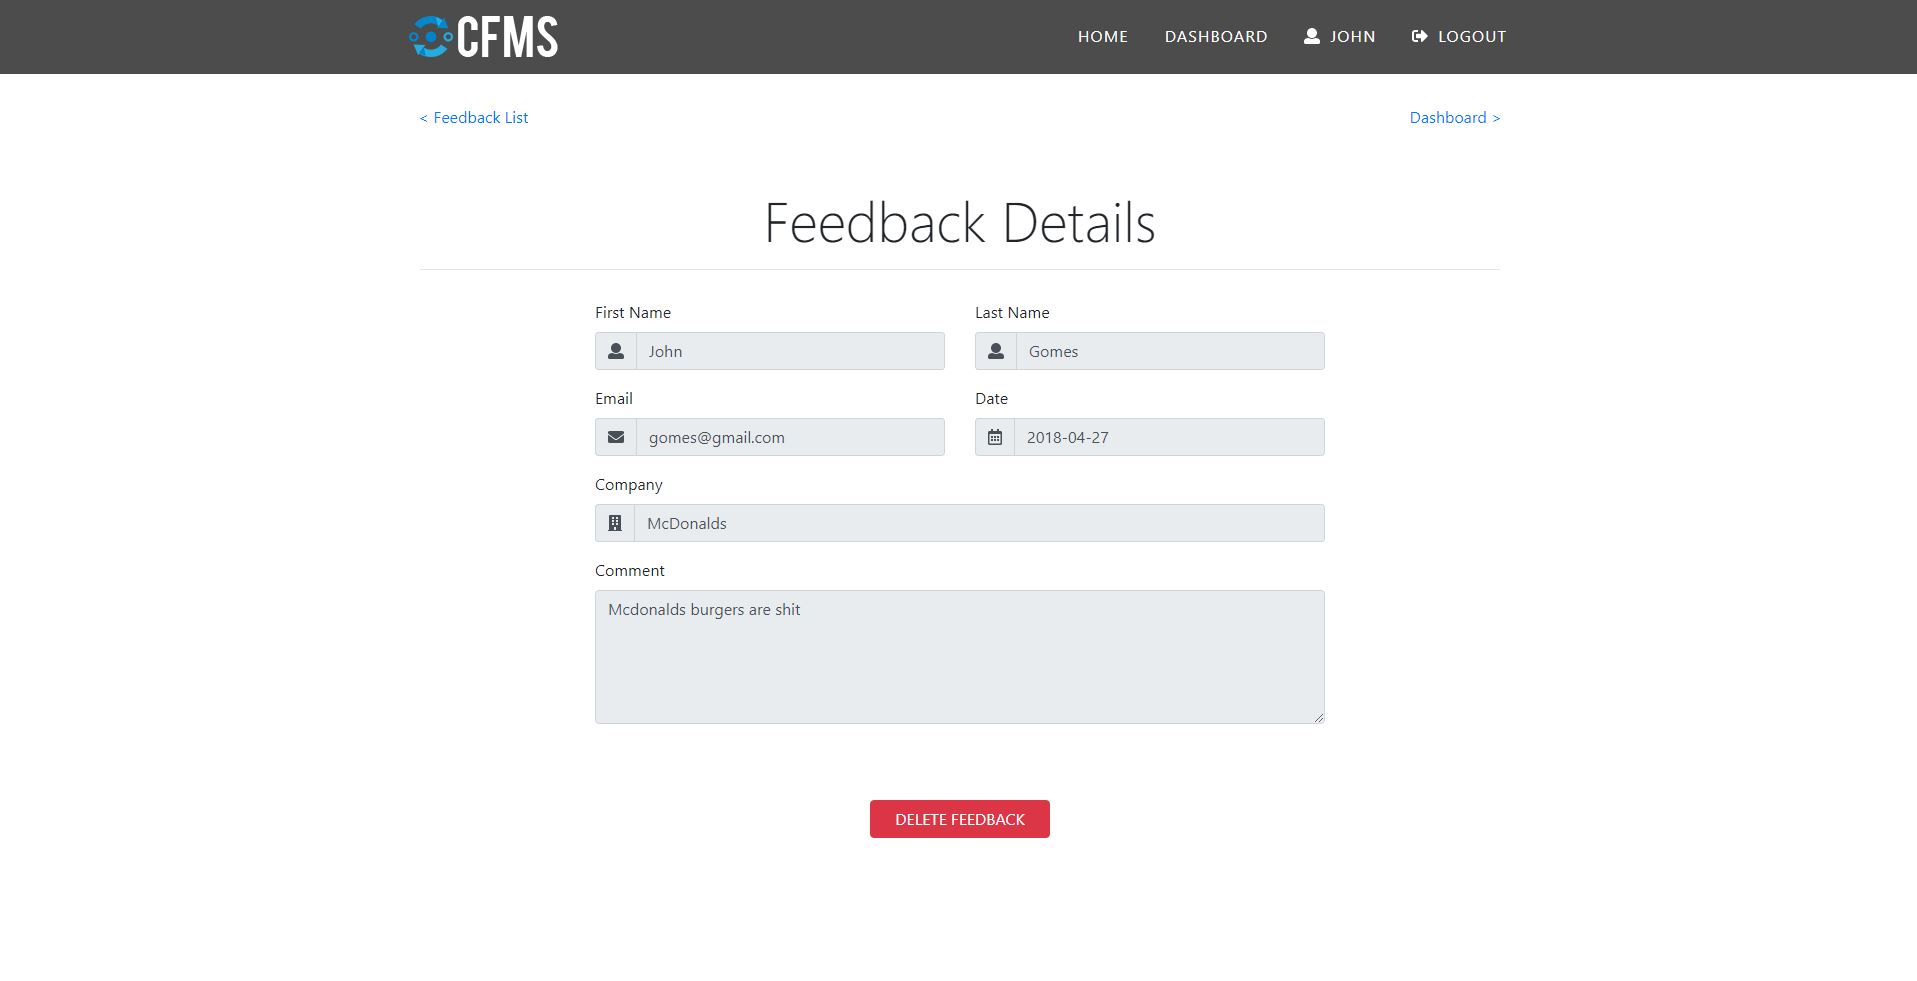 CFMS
HOME DASHBOARD JOHN LOGOUT
< Feedback List Dashboard >
Feedback Details
First Name Last Name
John Gomes
Email Date
gomes@gmail.com 2018-04-27
Company
McDonalds
Comment
Mcdonalds burgers are shit
DELETE FEEDBACK